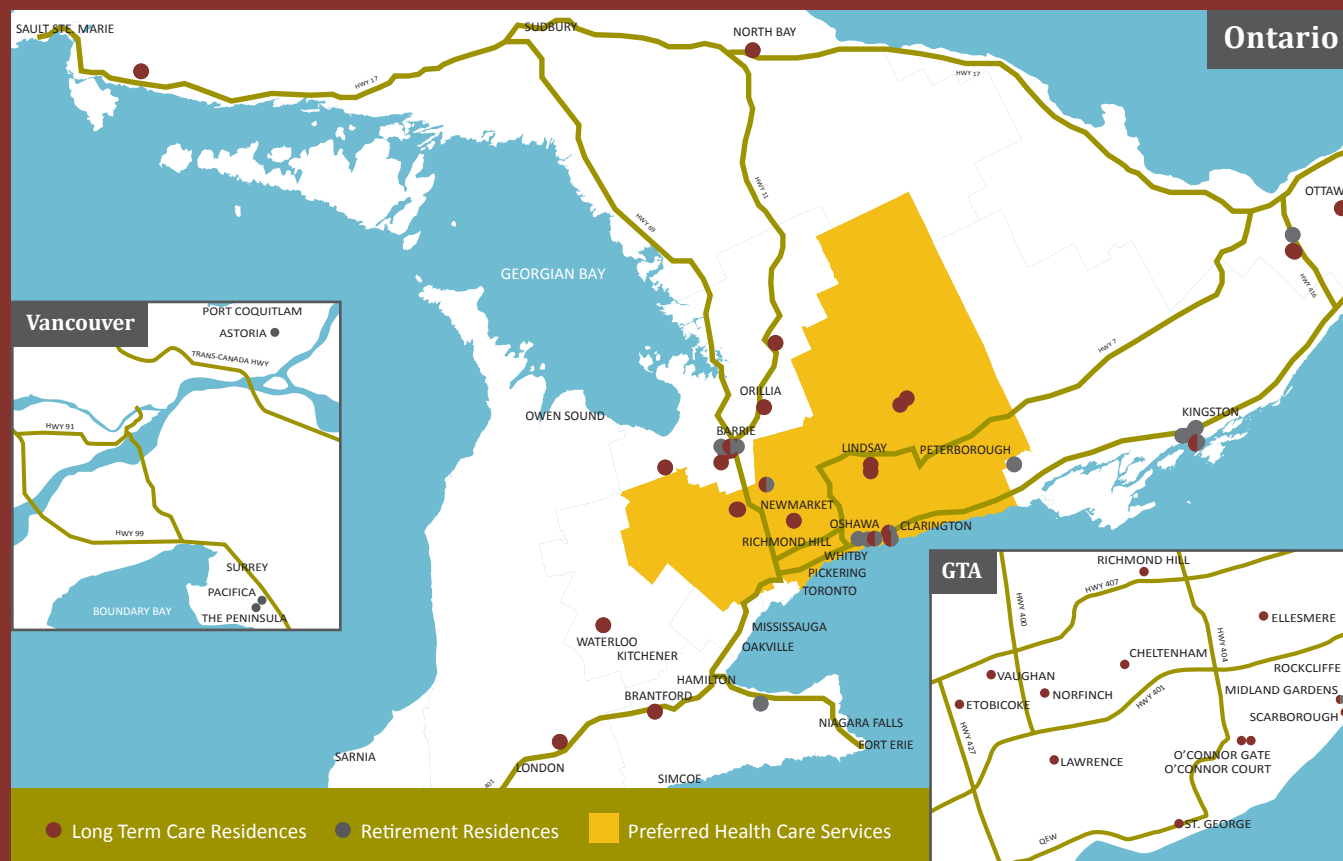 Ontario
SAULT STE. MARIE
SUDBURY
NORTH BAY
HWY 17
HWY 17
HWY 11
HWY 69
OTTAW
HWY 416
GEORGIAN BAY
HWY 7
ORILLIA
OWEN SOUND
BARRIE
KINGSTON
LINDSAY
PETERBOROUGH
NEWMARKET
OSHAWA
CLARINGTON
RICHMOND HILL
WHITBY
PICKERING
TORONTO
MISSISSAUGA
WATERLOO
OAKVILLE
KITCHENER
HAMILTON
BRANTFORD
NIAGARA FALLS
FORT ERIE
SARNIA
LONDON
SIMCOE
401
Vancouver
PORT COQUITLAM
ASTORIA
TRANS-CANADA HWY
HWY 91
HWY 99
SURREY
PACIFICA
BOUNDARY BAY
THE PENINSULA
GTA
RICHMOND HILL
HWY 407
HWY 400
ELLESMERE
HWY 404
CHELTENHAM
ROCKCLIFFE
VAUGHAN
NORFINCH
MIDLAND GARDENS
HWY 401
ETOBICOKE
SCARBOROUGH
HWY 427
O'CONNOR GATE
LAWRENCE
O'CONNOR COURT
ST. GEORGE
QEW
Long Term Care Residences
Retirement Residences
Preferred Health Care Services